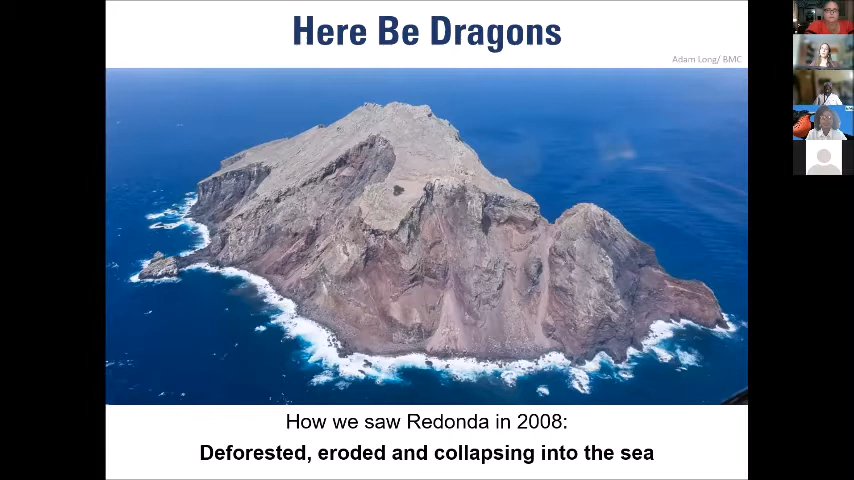 Here Be Dragons
Adam Long/ BMC
How we saw Redonda in 2008:
Deforested, eroded and collapsing into the sea